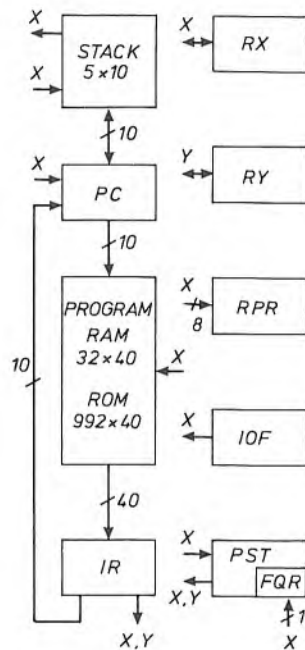 X
STACK
5×10
X
10
X
PC
10
PROGRAM
RAM
32×40
ROM
992×40
X
10
40
IR
X,Y
X
RX
Y
RY
X
8
RPR
X
IOF
X
PST
X,Y
FQR
1
X